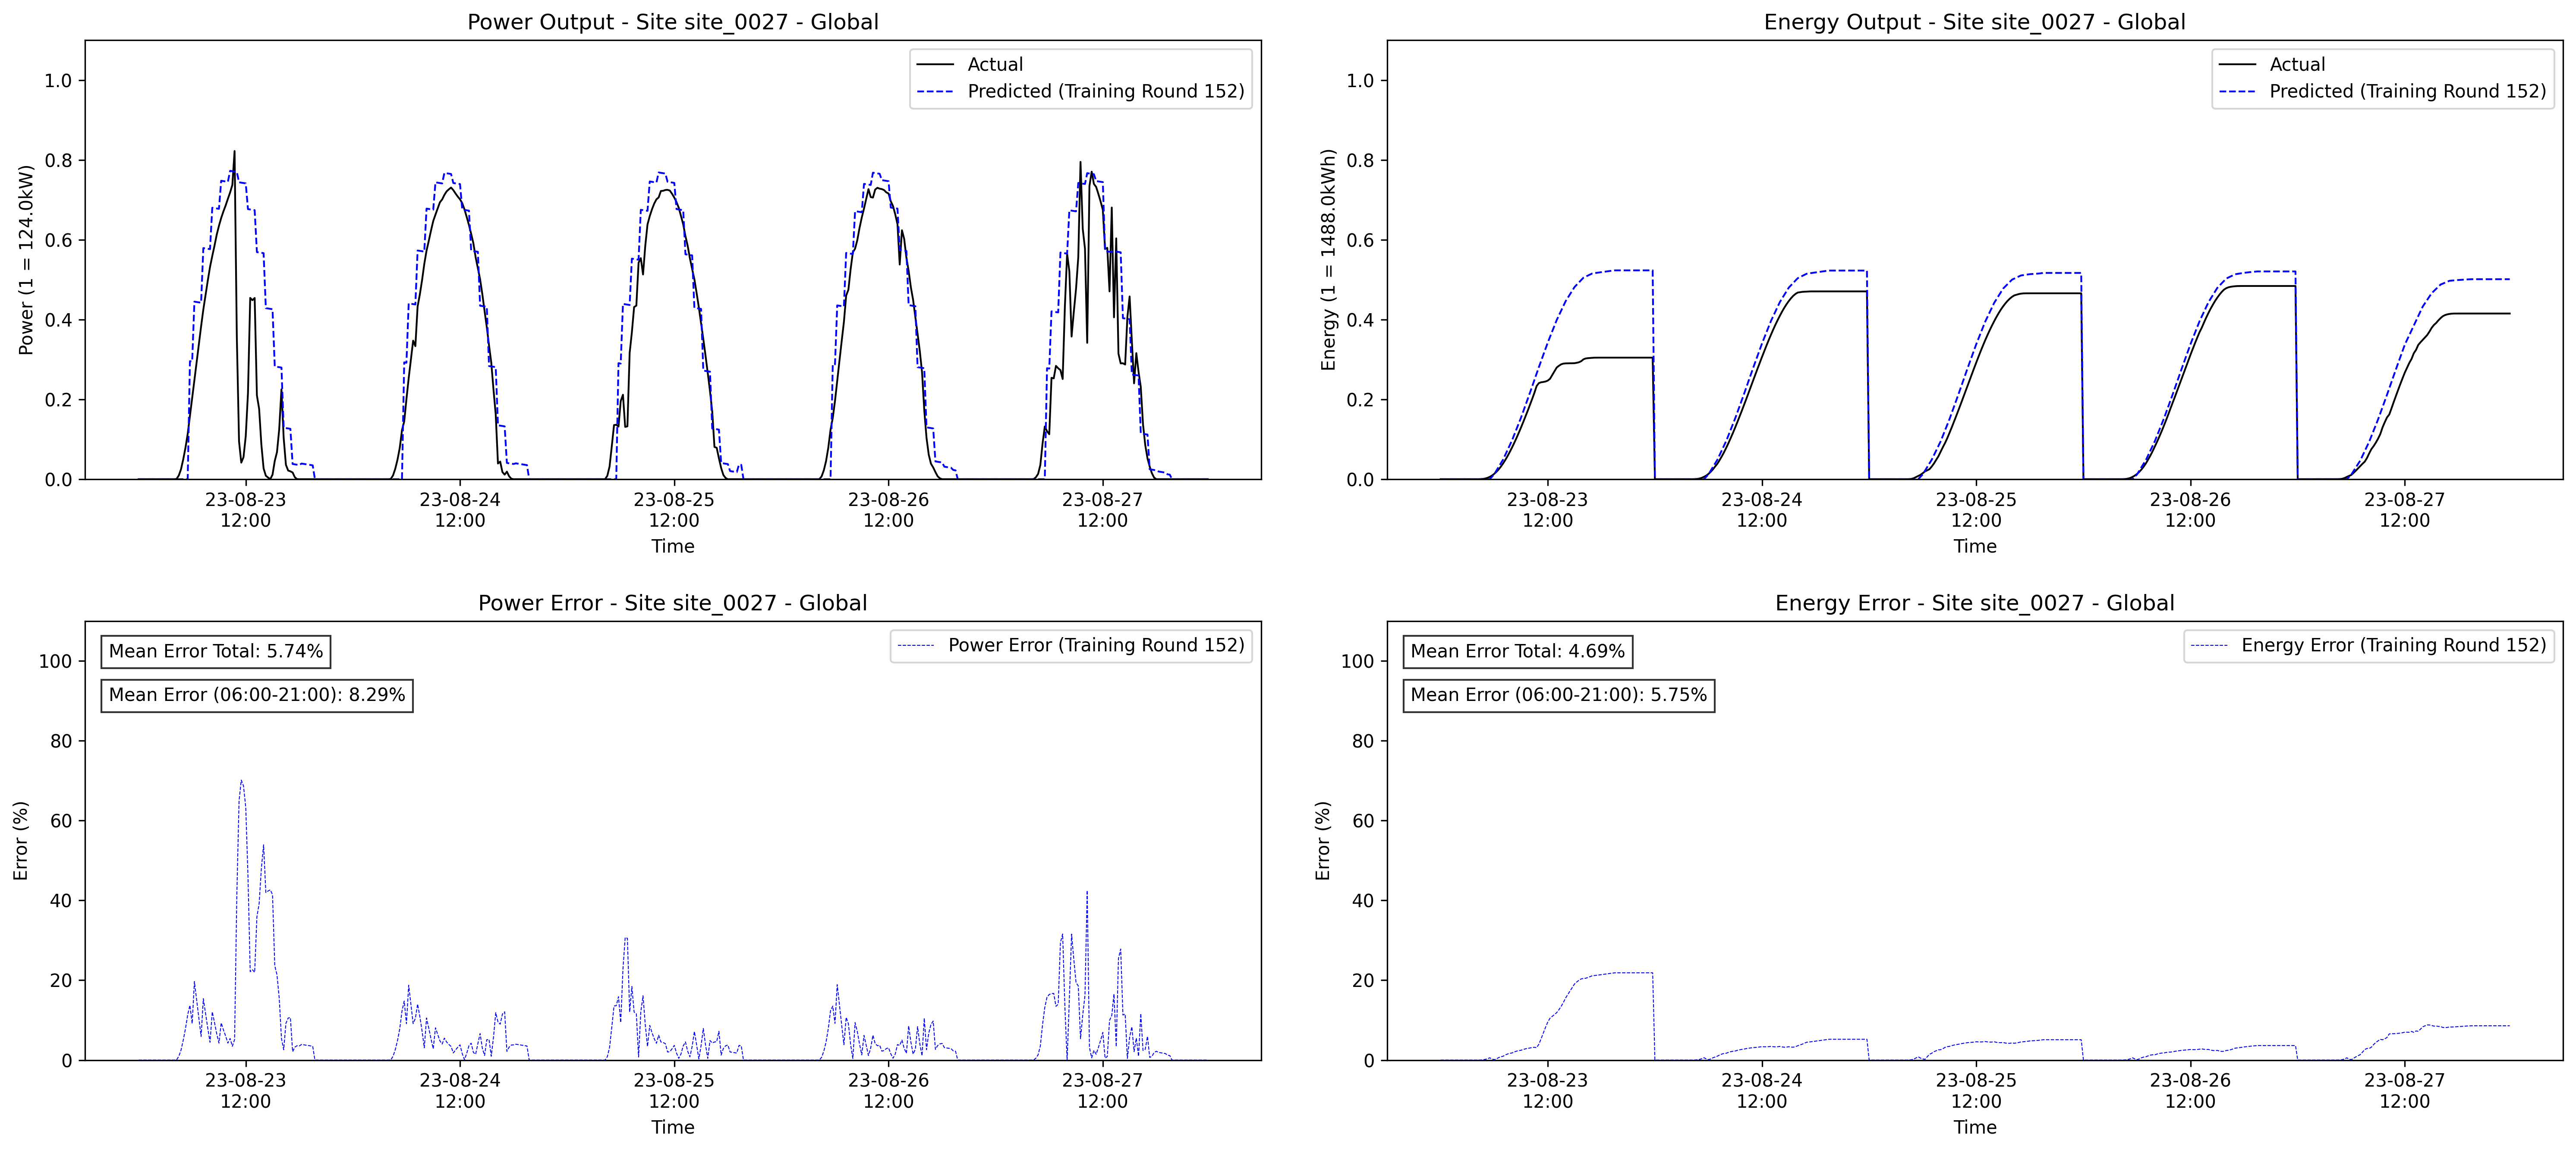 Power Output - Site site_0027 - Global
Actual
Predicted (Training Round 152)
Power (1 = 124.0kW)
1.0
0.8
0.6
0.4
0.2
0.0
23-08-23
12:00
23-08-24
12:00
23-08-25
12:00
23-08-26
12:00
23-08-27
12:00
Time
Energy Output - Site site_0027 - Global
Actual
Predicted (Training Round 152)
Energy (1 = 1488.0kWh)
1.0
0.8
0.6
0.4
0.2
0.0
23-08-23
12:00
23-08-24
12:00
23-08-25
12:00
23-08-26
12:00
23-08-27
12:00
Time
Power Error - Site site_0027 - Global
Mean Error Total: 5.74%
Mean Error (06:00-21:00): 8.29%
Power Error (Training Round 152)
Error (%)
100
80
60
40
20
0
23-08-23
12:00
23-08-24
12:00
23-08-25
12:00
23-08-26
12:00
23-08-27
12:00
Time
Energy Error - Site site_0027 - Global
Mean Error Total: 4.69%
Mean Error (06:00-21:00): 5.75%
Energy Error (Training Round 152)
Error (%)
100
80
60
40
20
0
23-08-23
12:00
23-08-24
12:00
23-08-25
12:00
23-08-26
12:00
23-08-27
12:00
Time